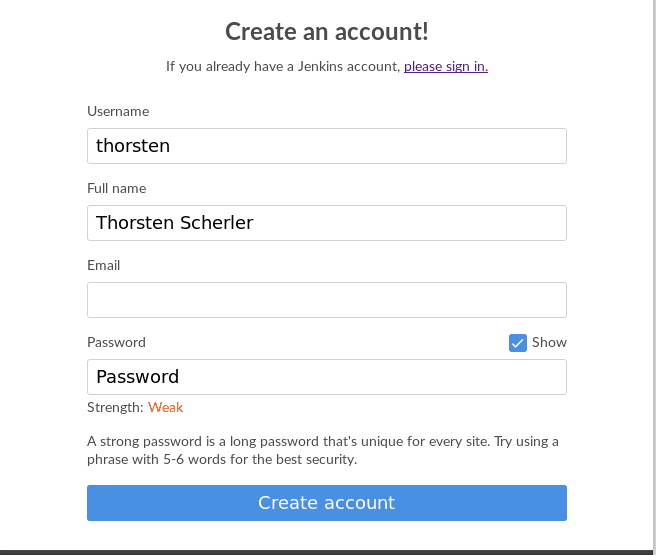 Create an account!
If you already have a Jenkins account, please sign in.
Username
thorsten
Full name
Thorsten Scherler
Email
Password
Show
Password
Strength: Weak
A strong password is a long password that's unique for every site. Try using a
phrase with 5-6 words for the best security.
Create account